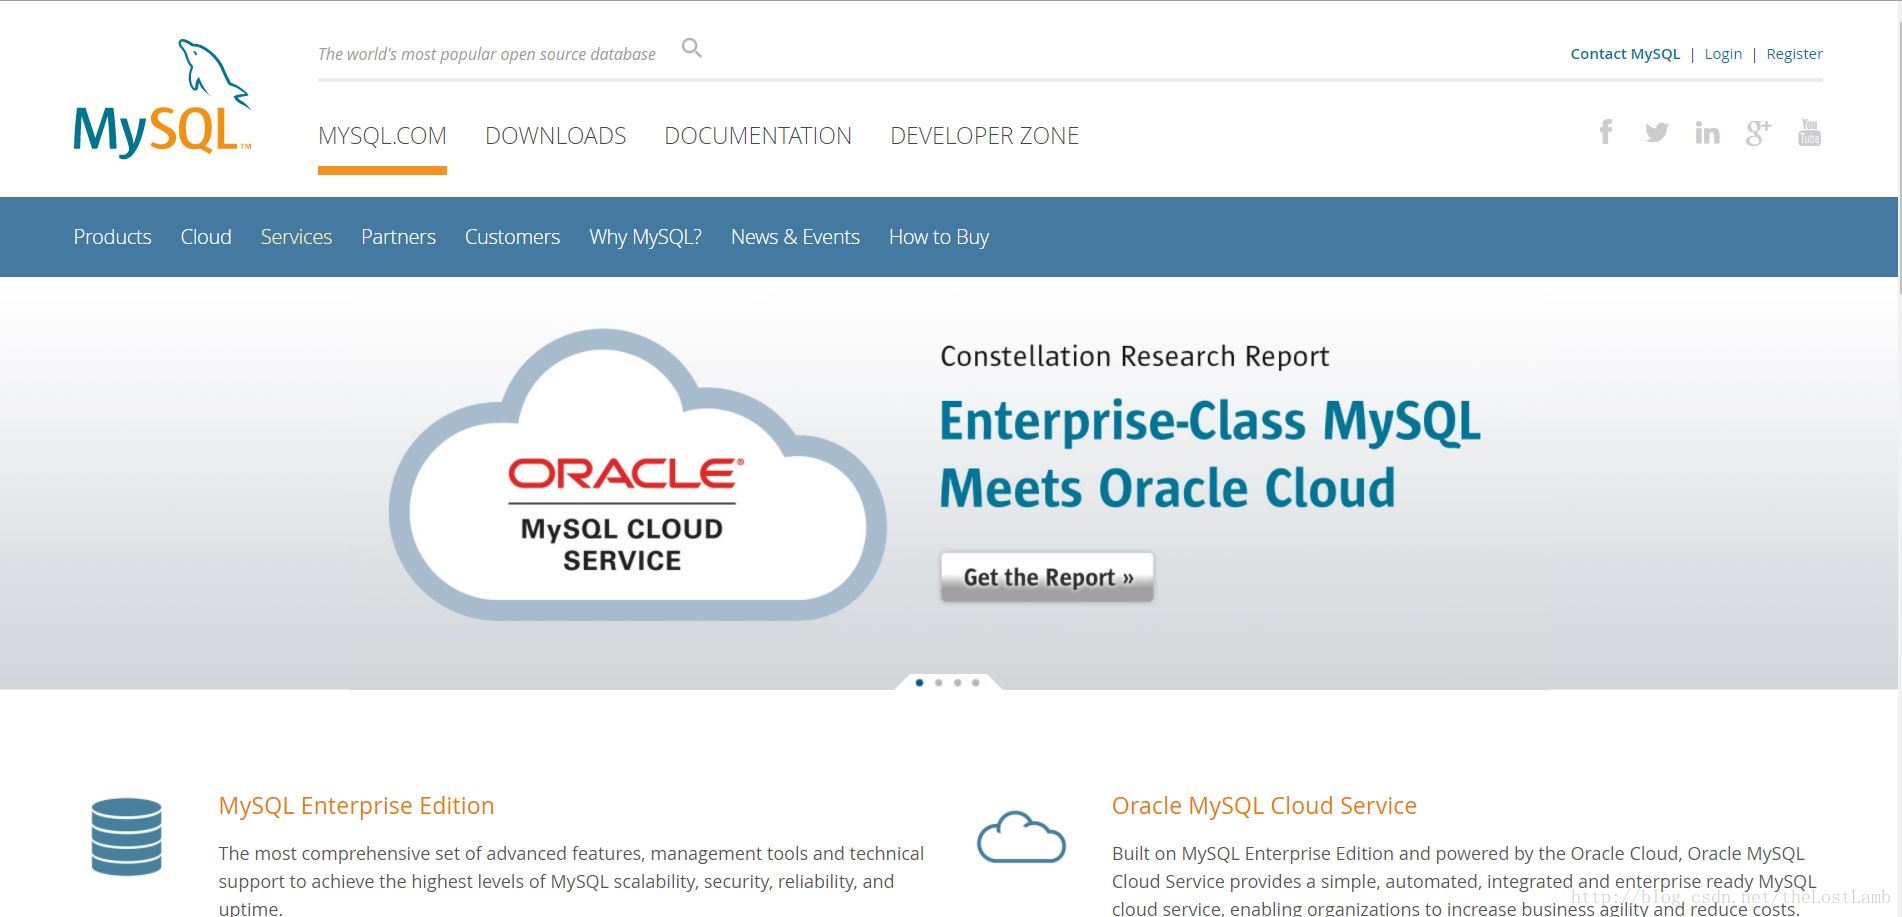 The world's most popular open source database
Contact MySQL | Login | Register
MySQL™
MYSQL.COM DOWNLOADS DOCUMENTATION DEVELOPER ZONE
f in g+ You Tube
Products Cloud Services Partners Customers Why MySQL? News & Events How to Buy
ORACLE®
MySQL CLOUD
SERVICE
Constellation Research Report
Enterprise-Class MySQL
Meets Oracle Cloud
Get the Report »
MySQL Enterprise Edition
The most comprehensive set of advanced features, management tools and technical
support to achieve the highest levels of MySQL scalability, security, reliability, and
uptime.
Oracle MySQL Cloud Service
Built on MySQL Enterprise Edition and powered by the Oracle Cloud, Oracle MySQL
Cloud Service provides a simple, automated, integrated and enterprise ready MySQL
cloud service, enabling organizations to increase business agility and reduce costs.
http://blog.csdn.net/theLostLamb